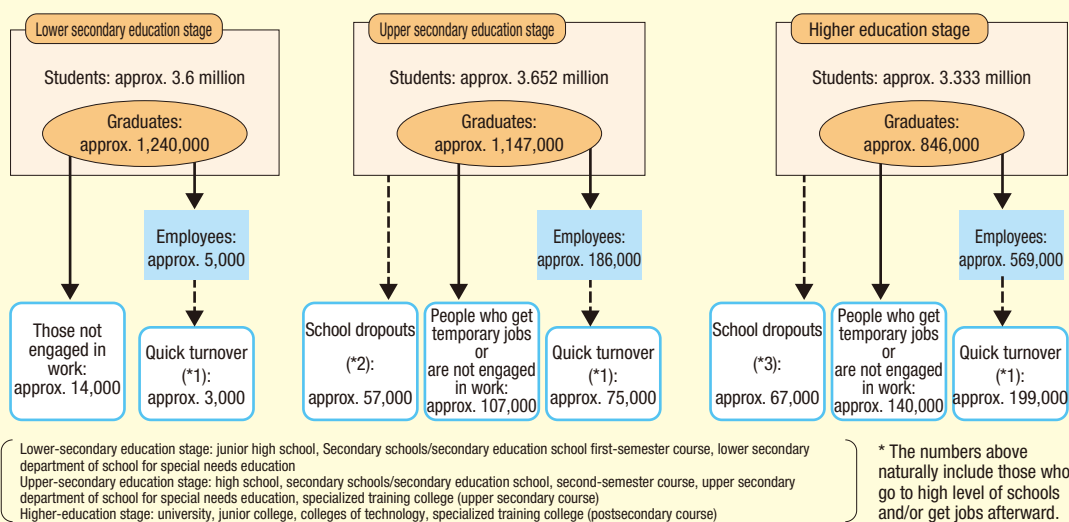 Lower secondary education stage
Students: approx. 3.6 million
Graduates:
approx. 1,240,000
Employees:
approx. 5,000
Those not
engaged in
work:
approx. 14,000
Quick turnover
(*1):
approx. 3,000
Upper secondary education stage
Students: approx. 3.652 million
Graduates:
approx. 1,147,000
Employees:
approx. 186,000
School dropouts
(*2):
approx. 57,000
People who get
temporary jobs
or
are not engaged
in work:
approx. 107,000
Quick turnover
(*1):
approx. 75,000
Higher education stage
Students: approx. 3.333 million
Graduates:
approx. 846,000
Employees:
approx. 569,000
School dropouts
(*3):
approx. 67,000
People who get
temporary jobs
or
are not engaged
in work:
approx. 140,000
Quick turnover
(*1):
approx. 199,000
Lower-secondary education stage: junior high school, Secondary schools/secondary education school first-semester course, lower secondary
department of school for special needs education
Upper-secondary education stage: high school, secondary schools/secondary education school, second-semester course, upper secondary
department of school for special needs education, specialized training college (upper secondary course)
Higher-education stage: university, junior college, colleges of technology, specialized training college (postsecondary course)
* The numbers above
naturally include those who
go to high level of schools
and/or get jobs afterward.